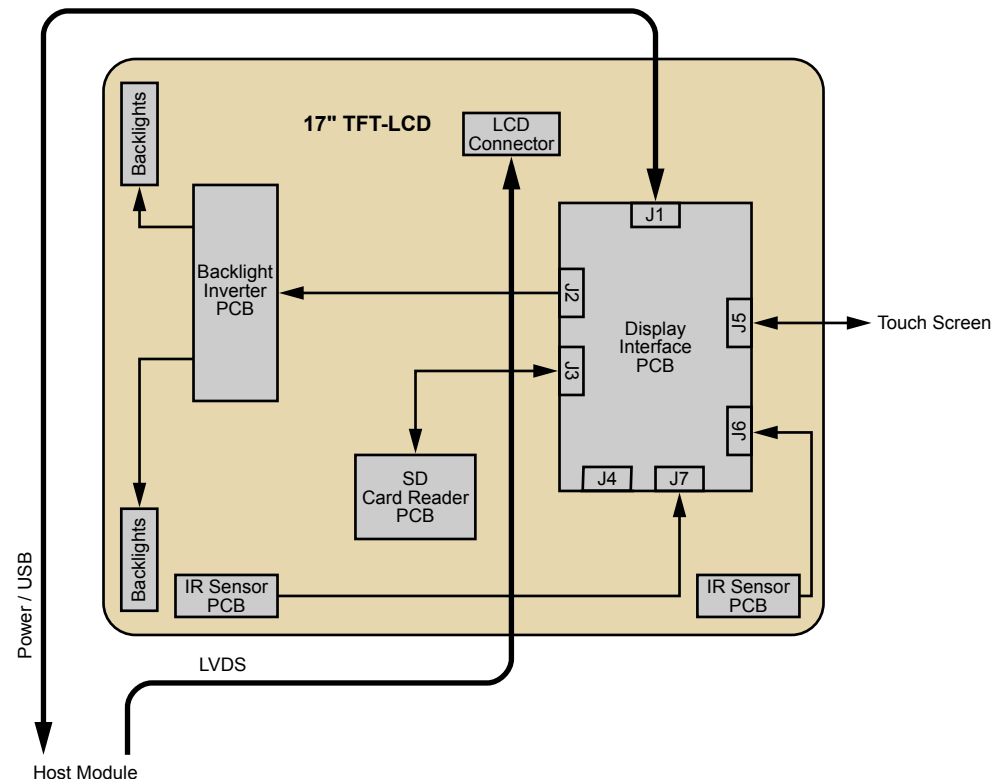 17" TFT-LCD
LCD
Connector
Backlights
J1
Backlight
Inverter
PCB
J2
Display
Interface
PCB
J5
Touch Screen
J3
J6
SD
Card Reader
PCB
J4
J7
Backlights
IR Sensor
PCB
IR Sensor
PCB
Power / USB
LVDS
Host Module